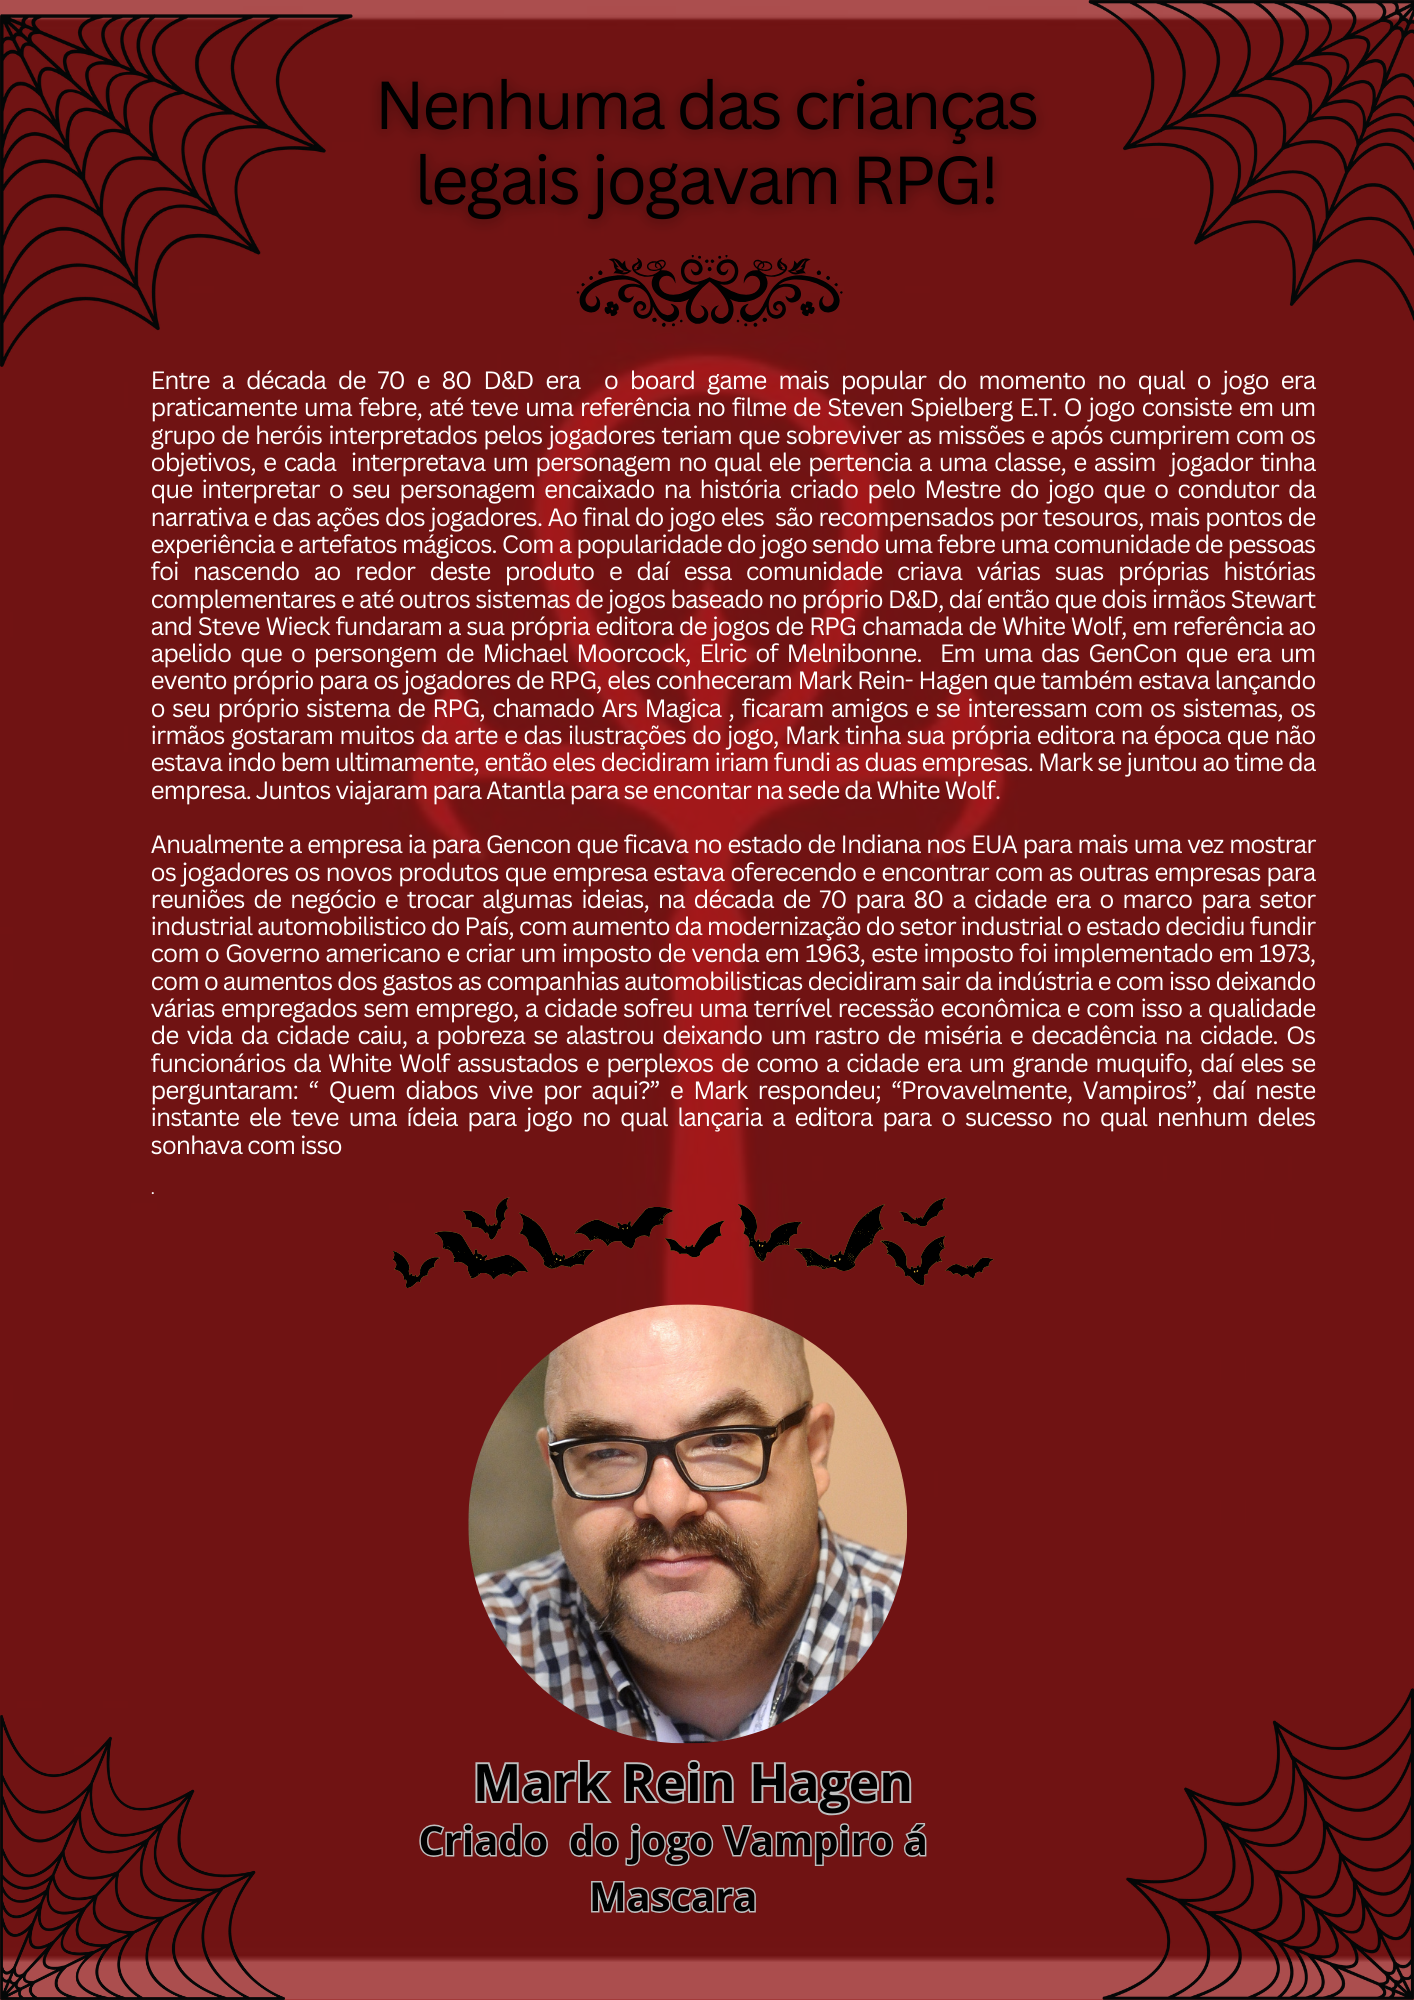 Nenhuma das crianças
legais jogavam RPG!
Entre a década de 70 e 80 D&D era o board game mais popular do momento no qual o jogo era
praticamente uma febre, até teve uma referência no filme de Steven Spielberg E.T. O jogo consiste em um
grupo de heróis interpretados pelos jogadores teriam que sobreviver as missões e após cumprirem com os
objetivos, e cada interpretava um personagem no qual ele pertencia a uma classe, e assim jogador tinha
que interpretar o seu personagem encaixado na história criado pelo Mestre do jogo que o condutor da
narrativa e das ações dos jogadores. Ao final do jogo eles são recompensados por tesouros, mais pontos de
experiência e artefatos mágicos. Com a popularidade do jogo sendo uma febre uma comunidade de pessoas
foi nascendo ao redor deste produto e daí essa comunidade criava várias suas próprias histórias
complementares e até outros sistemas de jogos baseado no próprio D&D, daí então que dois irmãos Stewart
and Steve Wieck fundaram a sua própria editora de jogos de RPG chamada de White Wolf, em referência ao
apelido que o persongem de Michael Moorcock, Elric of Melnibonne. Em uma das GenCon que era um
evento próprio para os jogadores de RPG, eles conheceram Mark Rein- Hagen que também estava lançando
o seu próprio sistema de RPG, chamado Ars Magica , ficaram amigos e se interessam com os sistemas, os
irmãos gostaram muitos da arte e das ilustrações do jogo, Mark tinha sua própria editora na época que não
estava indo bem ultimamente, então eles decidiram iriam fundi as duas empresas. Mark se juntou ao time da
empresa. Juntos viajaram para Atantla para se encontar na sede da White Wolf.
Anualmente a empresa ia para Gencon que ficava no estado de Indiana nos EUA para mais uma vez mostrar
os jogadores os novos produtos que empresa estava oferecendo e encontrar com as outras empresas para
reuniões de negócio e trocar algumas ideias, na década de 70 para 80 a cidade era o marco para setor
industrial automobilistico do País, com aumento da modernização do setor industrial o estado decidiu fundir
com o Governo americano e criar um imposto de venda em 1963, este imposto foi implementado em 1973,
com o aumentos dos gastos as companhias automobilisticas decidiram sair da indústria e com isso deixando
várias empregados sem emprego, a cidade sofreu uma terrível recessão econômica e com isso a qualidade
de vida da cidade caiu, a pobreza se alastrou deixando um rastro de miséria e decadência na cidade. Os
funcionários da White Wolf assustados e perplexos de como a cidade era um grande muquifo, daí eles se
perguntaram: “ Quem diabos vive por aqui?” e Mark respondeu; “Provavelmente, Vampiros”, daí neste
instante ele teve uma ídeia para jogo no qual lançaria a editora para o sucesso no qual nenhum deles
sonhava com isso
.
Mark Rein Hagen
Criado do jogo Vampiro á
Mascara